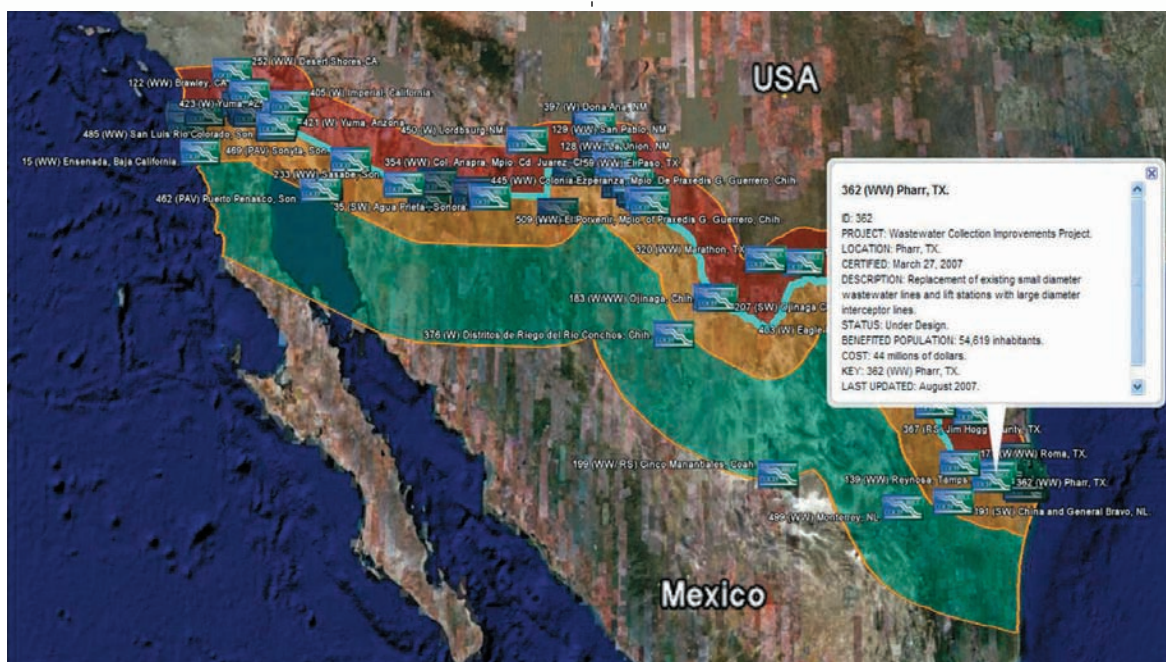 252 (WW) Desert Shores, CA.
122 (WW) Brawley, CA.
405 (W) Imperial, California.
423 (W) Yuma, AZ.
421 (W) Yuma, Arizona.
485 (WW) San Luis Rio Colorado, Son.
15 (WW) Ensenada, Baja California.
469 (PAV) Sonyta, Son.
233 (WW) Sasabe, Son.
462 (PAV) Puerto Penasco, Son.
35 (SW) Agua Prieta, Sonora.
450 (W) Lordsburg, NM
397 (W) Dona Ana, NM
129 (WW) San Pablo, NM
128 (WW) La Union, NM
59 (WW) El Paso, TX.
354 (WW) Col. Anapra, Mpio. Cd. Juarez,
445 (WW) Colonia Ezperanza, Mpio. De Praxedis G. Guerrero, Chih.
509 (WW) El Porvenir, Mpio. of Praxedis G. Guerrero, Chih.
USA
320 (WW) Marathon, TX.
183 (W/WW) Ojinaga, Chih.
207 (SW) Ojinaga
(W) Eagle
376 (W) Distritos de Riego del Rio Conchos, Chih.
362 (WW) Pharr, TX.
ID: 362
PROJECT: Wastewater Collection Improvements Project.
LOCATION: Pharr, TX.
CERTIFIED: March 27, 2007
DESCRIPTION: Replacement of existing small diameter
wastewater lines and lift stations with large diameter
interceptor lines.
STATUS: Under Design.
BENEFITED POPULATION: 54,619 inhabitants.
COST: 44 millions of dollars.
KEY: 362 (WW) Pharr, TX.
LAST UPDATED: August 2007.
367 (RS) Jim Hogg County, TX.
(W/WW) Roma, TX.
199 (WW/ RS) Cinco Manantiales, Coah.
139 (WW) Reynosa, Tamps.
362 (WW) Pharr, TX.
499 (WW) Monterrey, NL.
191 (SW) China and General Bravo, NL.
Mexico